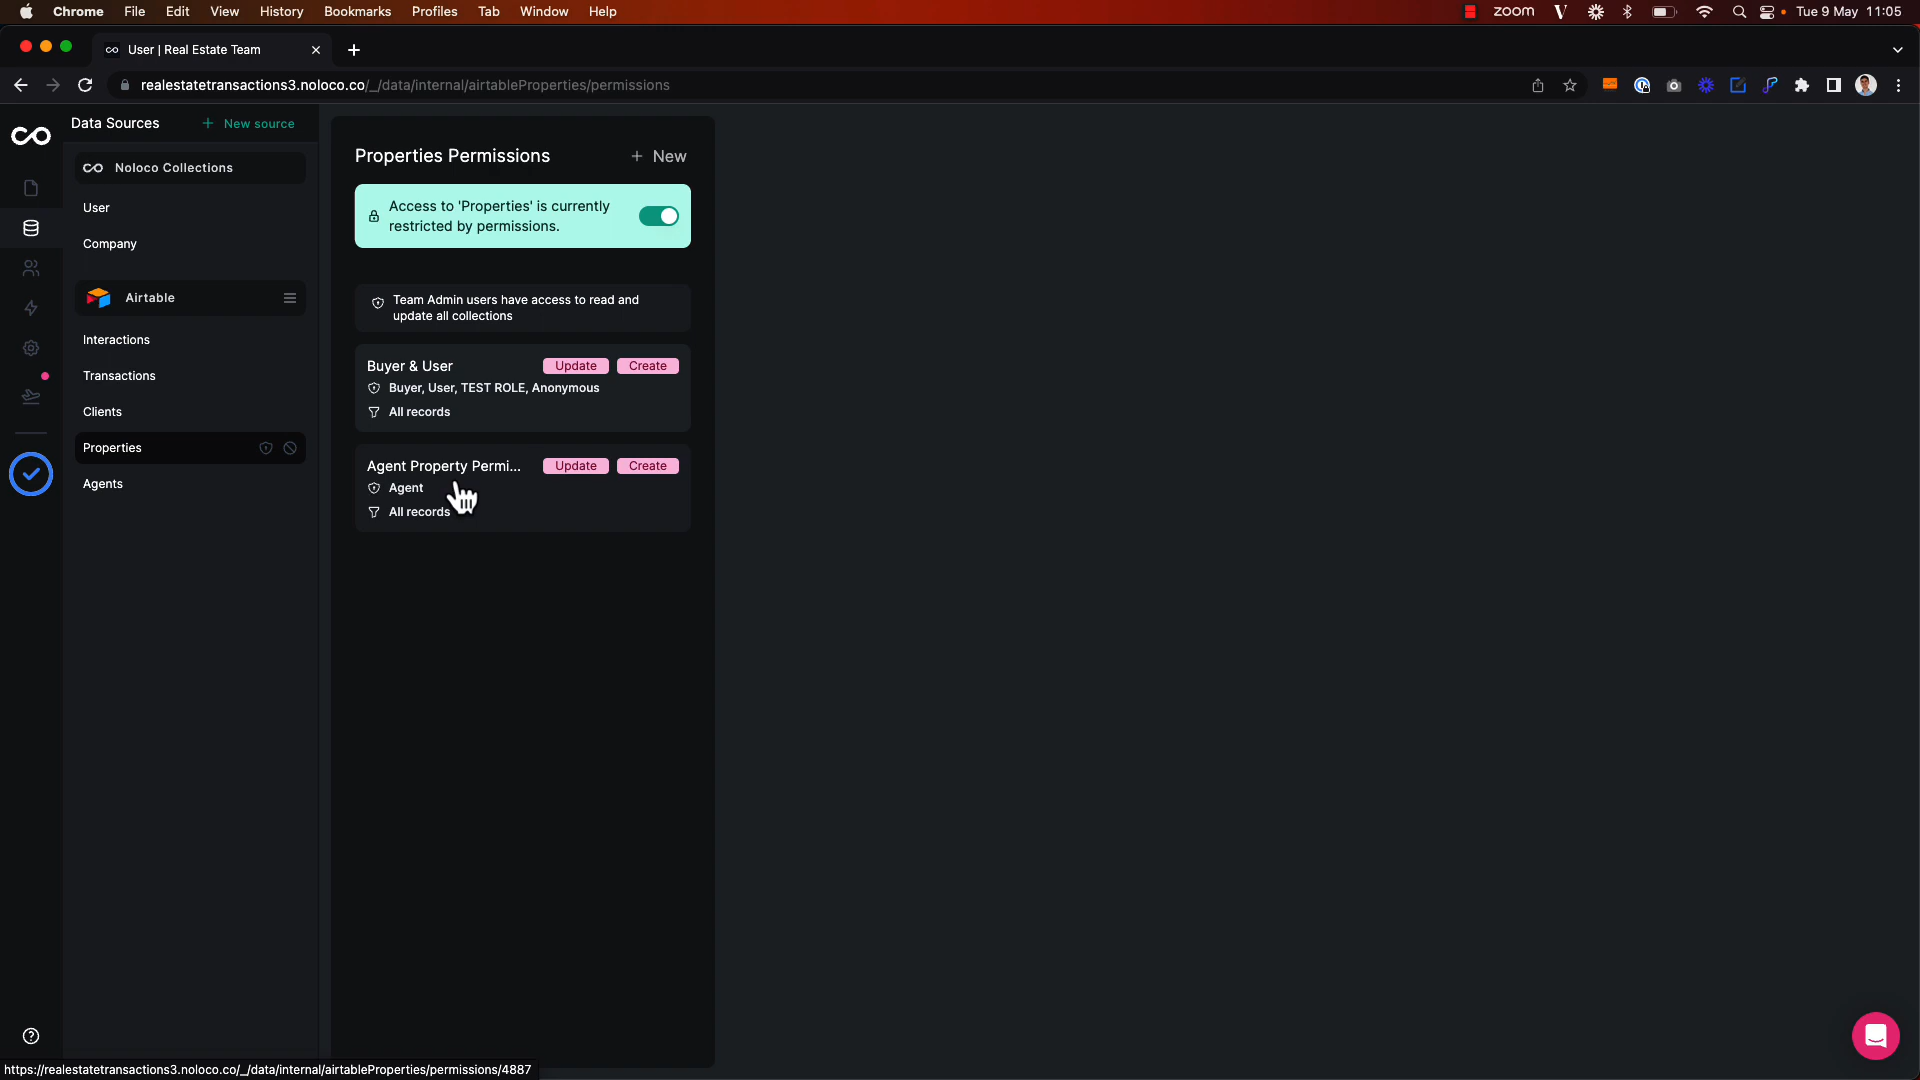 Chrome File Edit View History Bookmarks Profiles Tab Window Help zoom Tue 9 May 11:05
User | Real Estate Team
realestatetransactions3.noloco.co/_/data/internal/airtableProperties/permissions
Data Sources + New source
Noloco Collections
User
Company
Airtable
Interactions
Transactions
Clients
Properties
Agents
Properties Permissions + New
Access to 'Properties' is currently
restricted by permissions.
Team Admin users have access to read and
update all collections
Buyer & User Update Create
Buyer, User, TEST ROLE, Anonymous
All records
Agent Property Permi... Update Create
Agent
All records
https://realestatetransactions3.noloco.co/_/data/internal/airtableProperties/permissions/4887